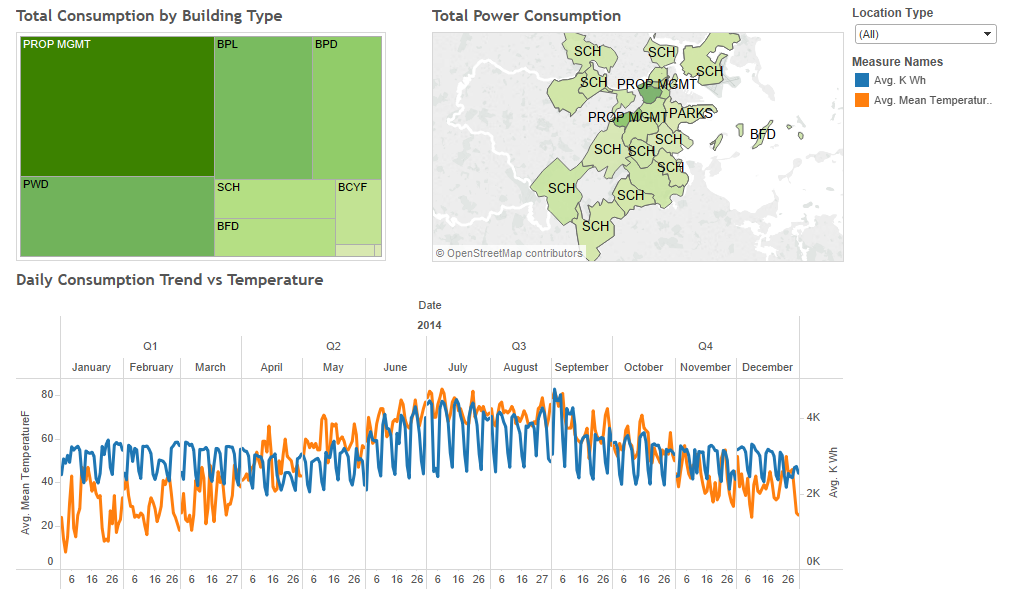 Total Consumption by Building Type
PROP MGMT
BPL
BPD
PWD
SCH
BCYF
BFD
Total Power Consumption
SCH
SCH
SCH
SCH
PROP MGMT
PROP MGMT
PARKS
BFD
SCH
SCH
SCH
SCH
SCH
SCH
SCH
© OpenStreetMap contributors
Location Type
(All)
Measure Names
Avg. K Wh
Avg. Mean Temperatur..
Daily Consumption Trend vs Temperature
Date
2014
Q1 Q2 Q3 Q4
January February March April May June July August September October November December
Avg. Mean TemperatureF
80
60
40
20
0
Avg. K Wh
4K
2K
0K
6 16 26 6 16 26 6 16 27 6 16 26 6 16 26 6 16 26 6 16 26 6 16 27 6 16 26 6 16 26 6 16 26 6 16 26